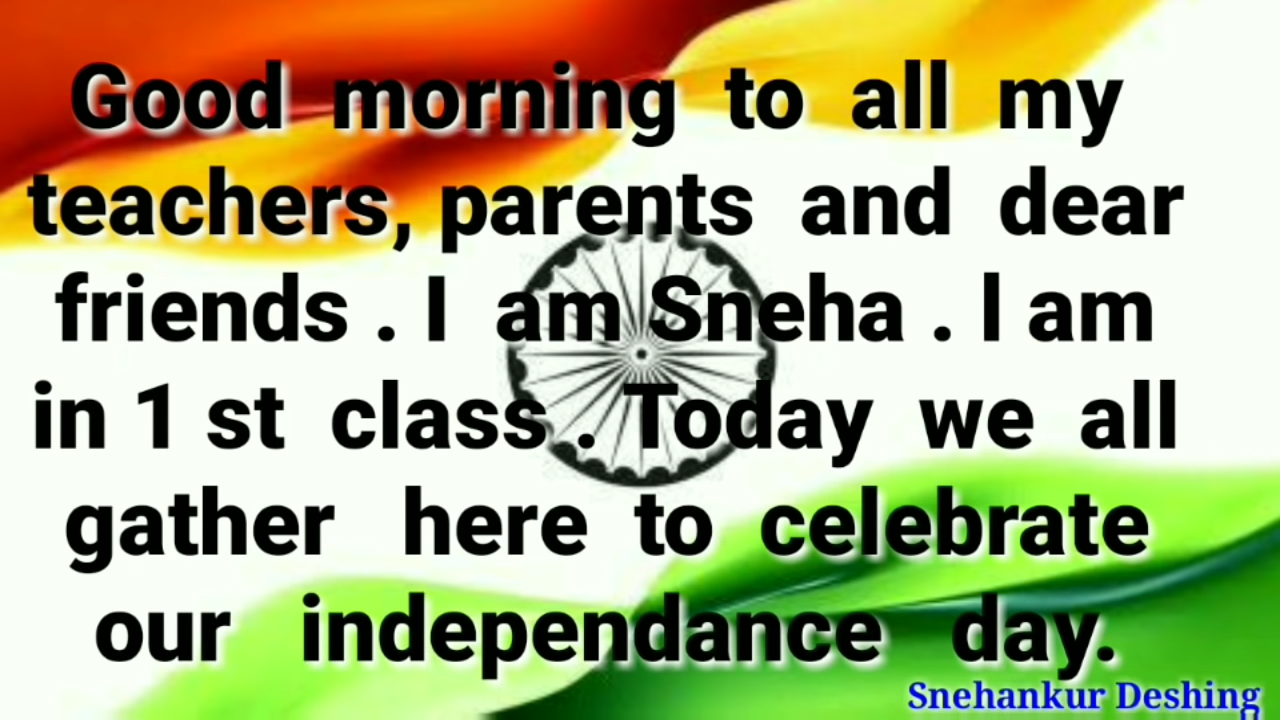 Good morning to all my
teachers, parents and dear
friends . I am Sneha . l am
in 1 st class . Today we all
gather here to celebrate
our independance day.
Snehankur Deshing